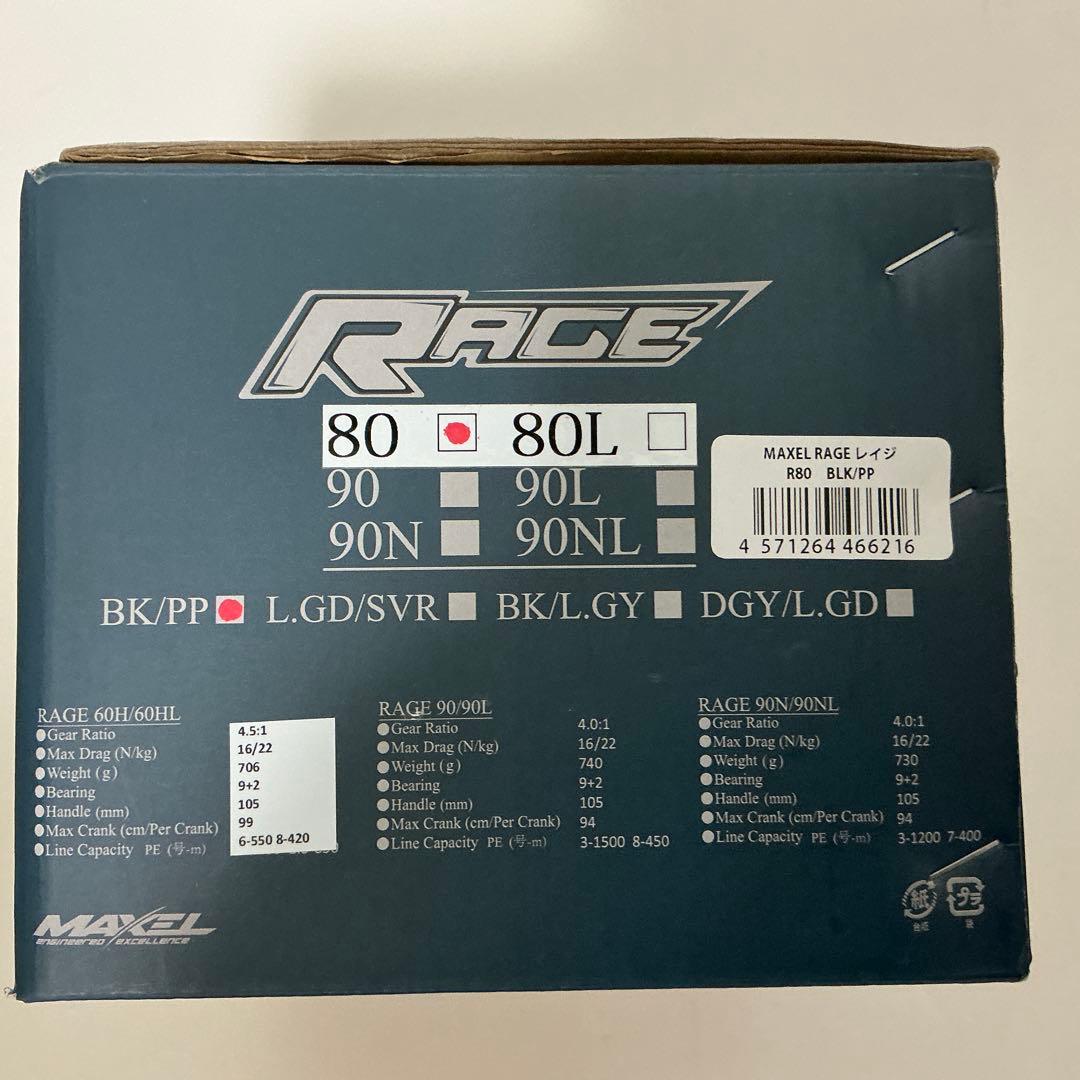 RAGE
80 80L
90 90L
90N 90NL
MAXEL RAGE レイジ
R80 BLK/PP
4 571264 466216
BK/PP L.GD/SVR BK/L.GY DGY/L.GD
RAGE 60H/60HL
Gear Ratio 4.5:1
Max Drag (N/kg) 16/22
Weight (g) 706
Bearing 9+2
Handle (mm) 105
Max Crank (cm/Per Crank) 99
Line Capacity PE (号-m) 6-550 8-420
RAGE 90/90L
Gear Ratio 4.0:1
Max Drag (N/kg) 16/22
Weight (g) 740
Bearing 9+2
Handle (mm) 105
Max Crank (cm/Per Crank) 94
Line Capacity PE (号-m) 3-1500 8-450
RAGE 90N/90NL
Gear Ratio 4.0:1
Max Drag (N/kg) 16/22
Weight (g) 730
Bearing 9+2
Handle (mm) 105
Max Crank (cm/Per Crank) 94
Line Capacity PE (号-m) 3-1200 7-400
MAXEL
engineered excellence
紙 プラ
台紙 袋